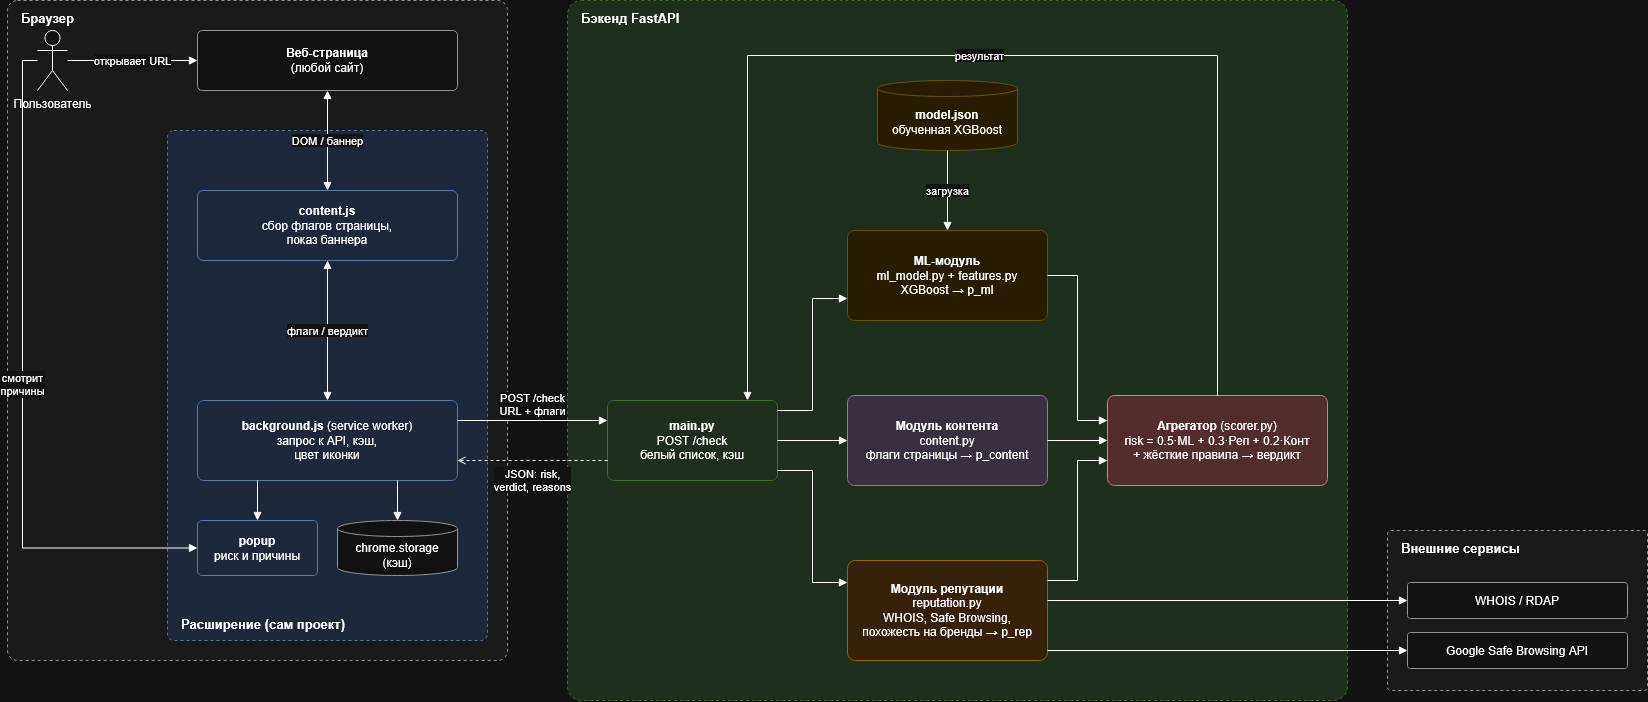 Браузер
Пользователь
открывает URL
Веб-страница
(любой сайт)
DOM / баннер
content.js
сбор флагов страницы,
показ баннера
флаги / вердикт
смотрит
причины
background.js (service worker)
запрос к API, кэш,
цвет иконки
popup
риск и причины
chrome.storage
(кэш)
Расширение (сам проект)
POST /check
URL + флаги
JSON: risk,
verdict, reasons
Бэкенд FastAPI
результат
model.json
обученная XGBoost
загрузка
ML-модуль
ml_model.py + features.py
XGBoost → p_ml
main.py
POST /check
белый список, кэш
Модуль контента
content.py
флаги страницы → p_content
Агрегатор (scorer.py)
risk = 0.5·ML + 0.3·Реп + 0.2·Конт
+ жёсткие правила → вердикт
Модуль репутации
reputation.py
WHOIS, Safe Browsing,
похожесть на бренды → p_rep
Внешние сервисы
WHOIS / RDAP
Google Safe Browsing API